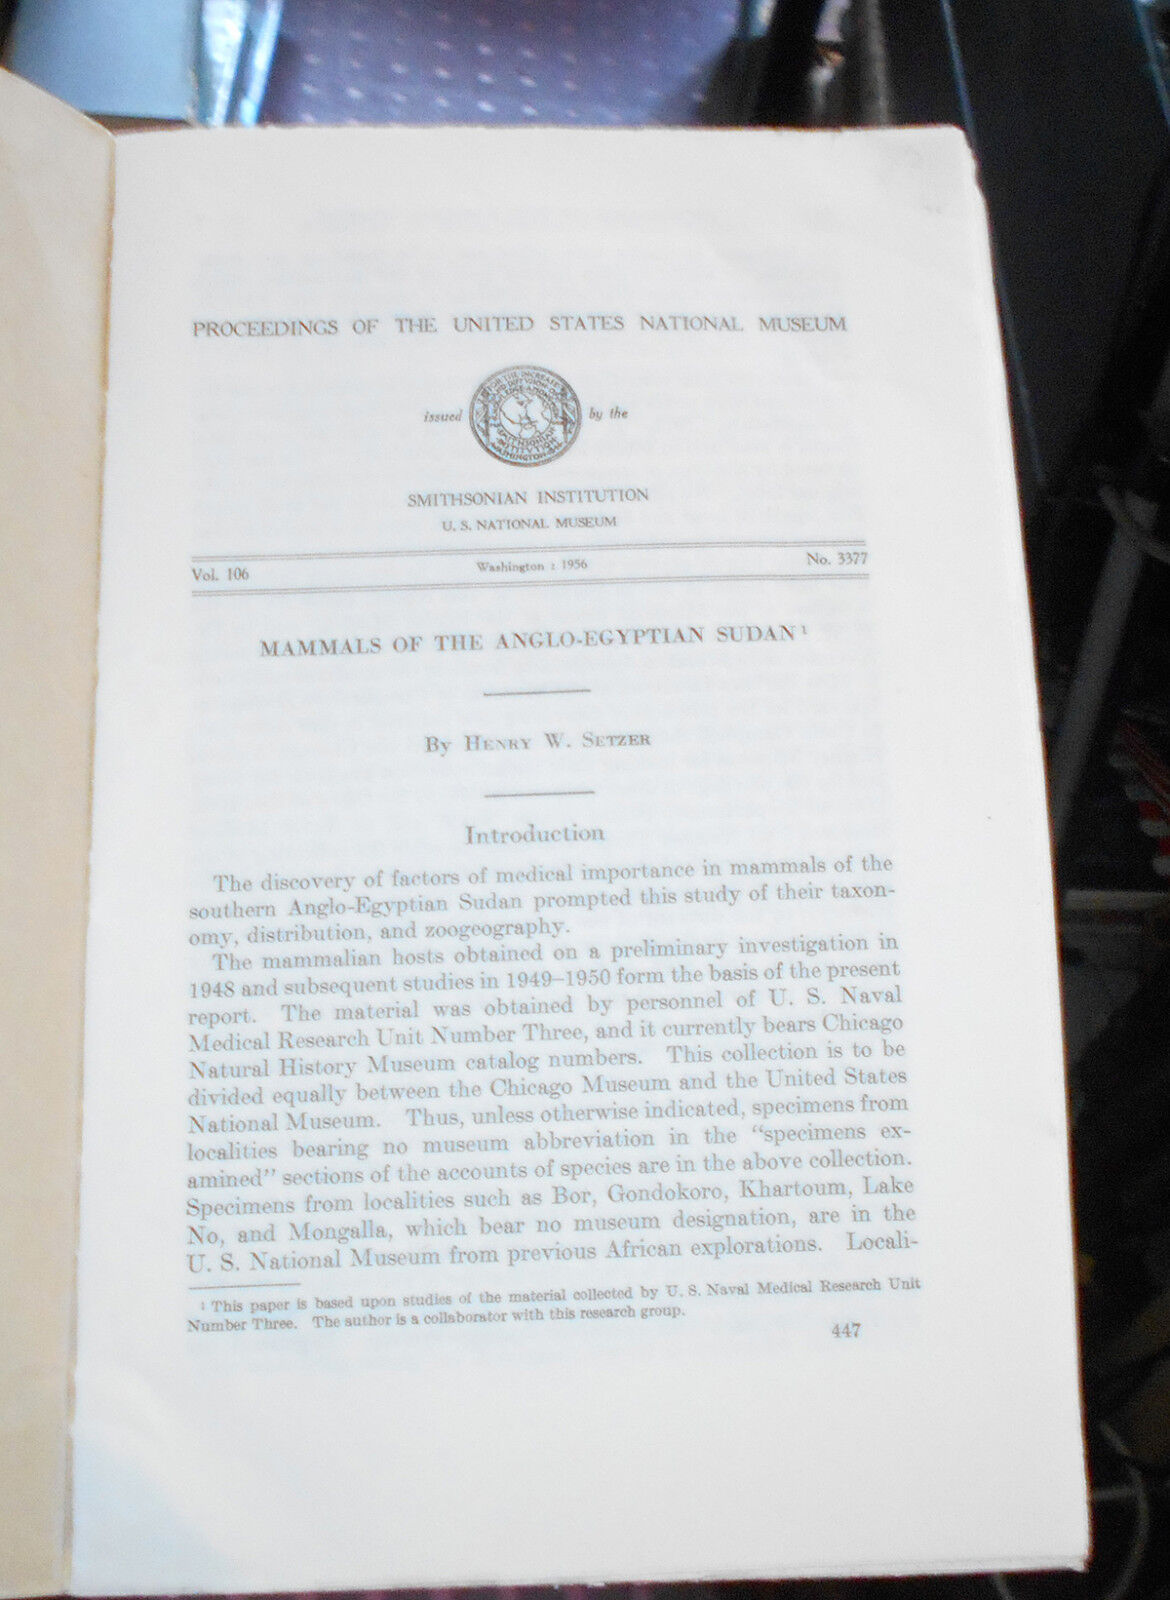 PROCEEDINGS OF THE UNITED STATES NATIONAL MUSEUM
issued by the
SMITHSONIAN INSTITUTION
U. S. NATIONAL MUSEUM
Vol. 106 Washington : 1956 No. 3377
MAMMALS OF THE ANGLO-EGYPTIAN SUDAN ¹
By HENRY W. SETZER
Introduction
The discovery of factors of medical importance in mammals of the
southern Anglo-Egyptian Sudan prompted this study of their taxon-
omy, distribution, and zoogeography.
The mammalian hosts obtained on a preliminary investigation in
1948 and subsequent studies in 1949–1950 form the basis of the present
report. The material was obtained by personnel of U. S. Naval
Medical Research Unit Number Three, and it currently bears Chicago
Natural History Museum catalog numbers. This collection is to be
divided equally between the Chicago Museum and the United States
National Museum. Thus, unless otherwise indicated, specimens from
localities bearing no museum abbreviation in the “specimens ex-
amined” sections of the accounts of species are in the above collection.
Specimens from localities such as Bor, Gondokoro, Khartoum, Lake
No, and Mongalla, which bear no museum designation, are in the
U. S. National Museum from previous African explorations. Locali-
¹ This paper is based upon studies of the material collected by U. S. Naval Medical Research Unit
Number Three. The author is a collaborator with this research group.
447